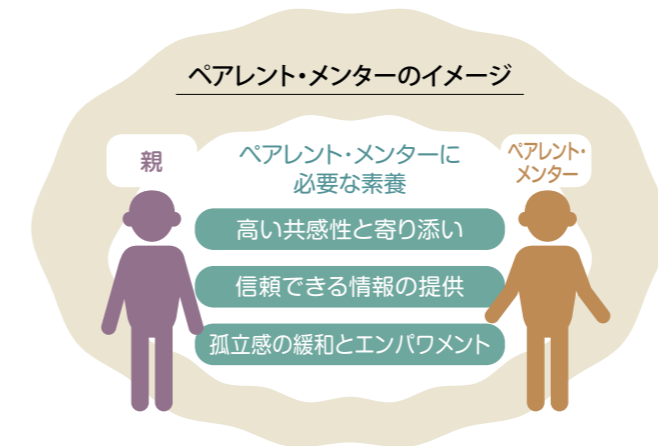 ペアレント・メンターのイメージ
親
ペアレント・メンターに
必要な素養
ペアレント・
メンター
高い共感性と寄り添い
信頼できる情報の提供
孤立感の緩和とエンパワメント